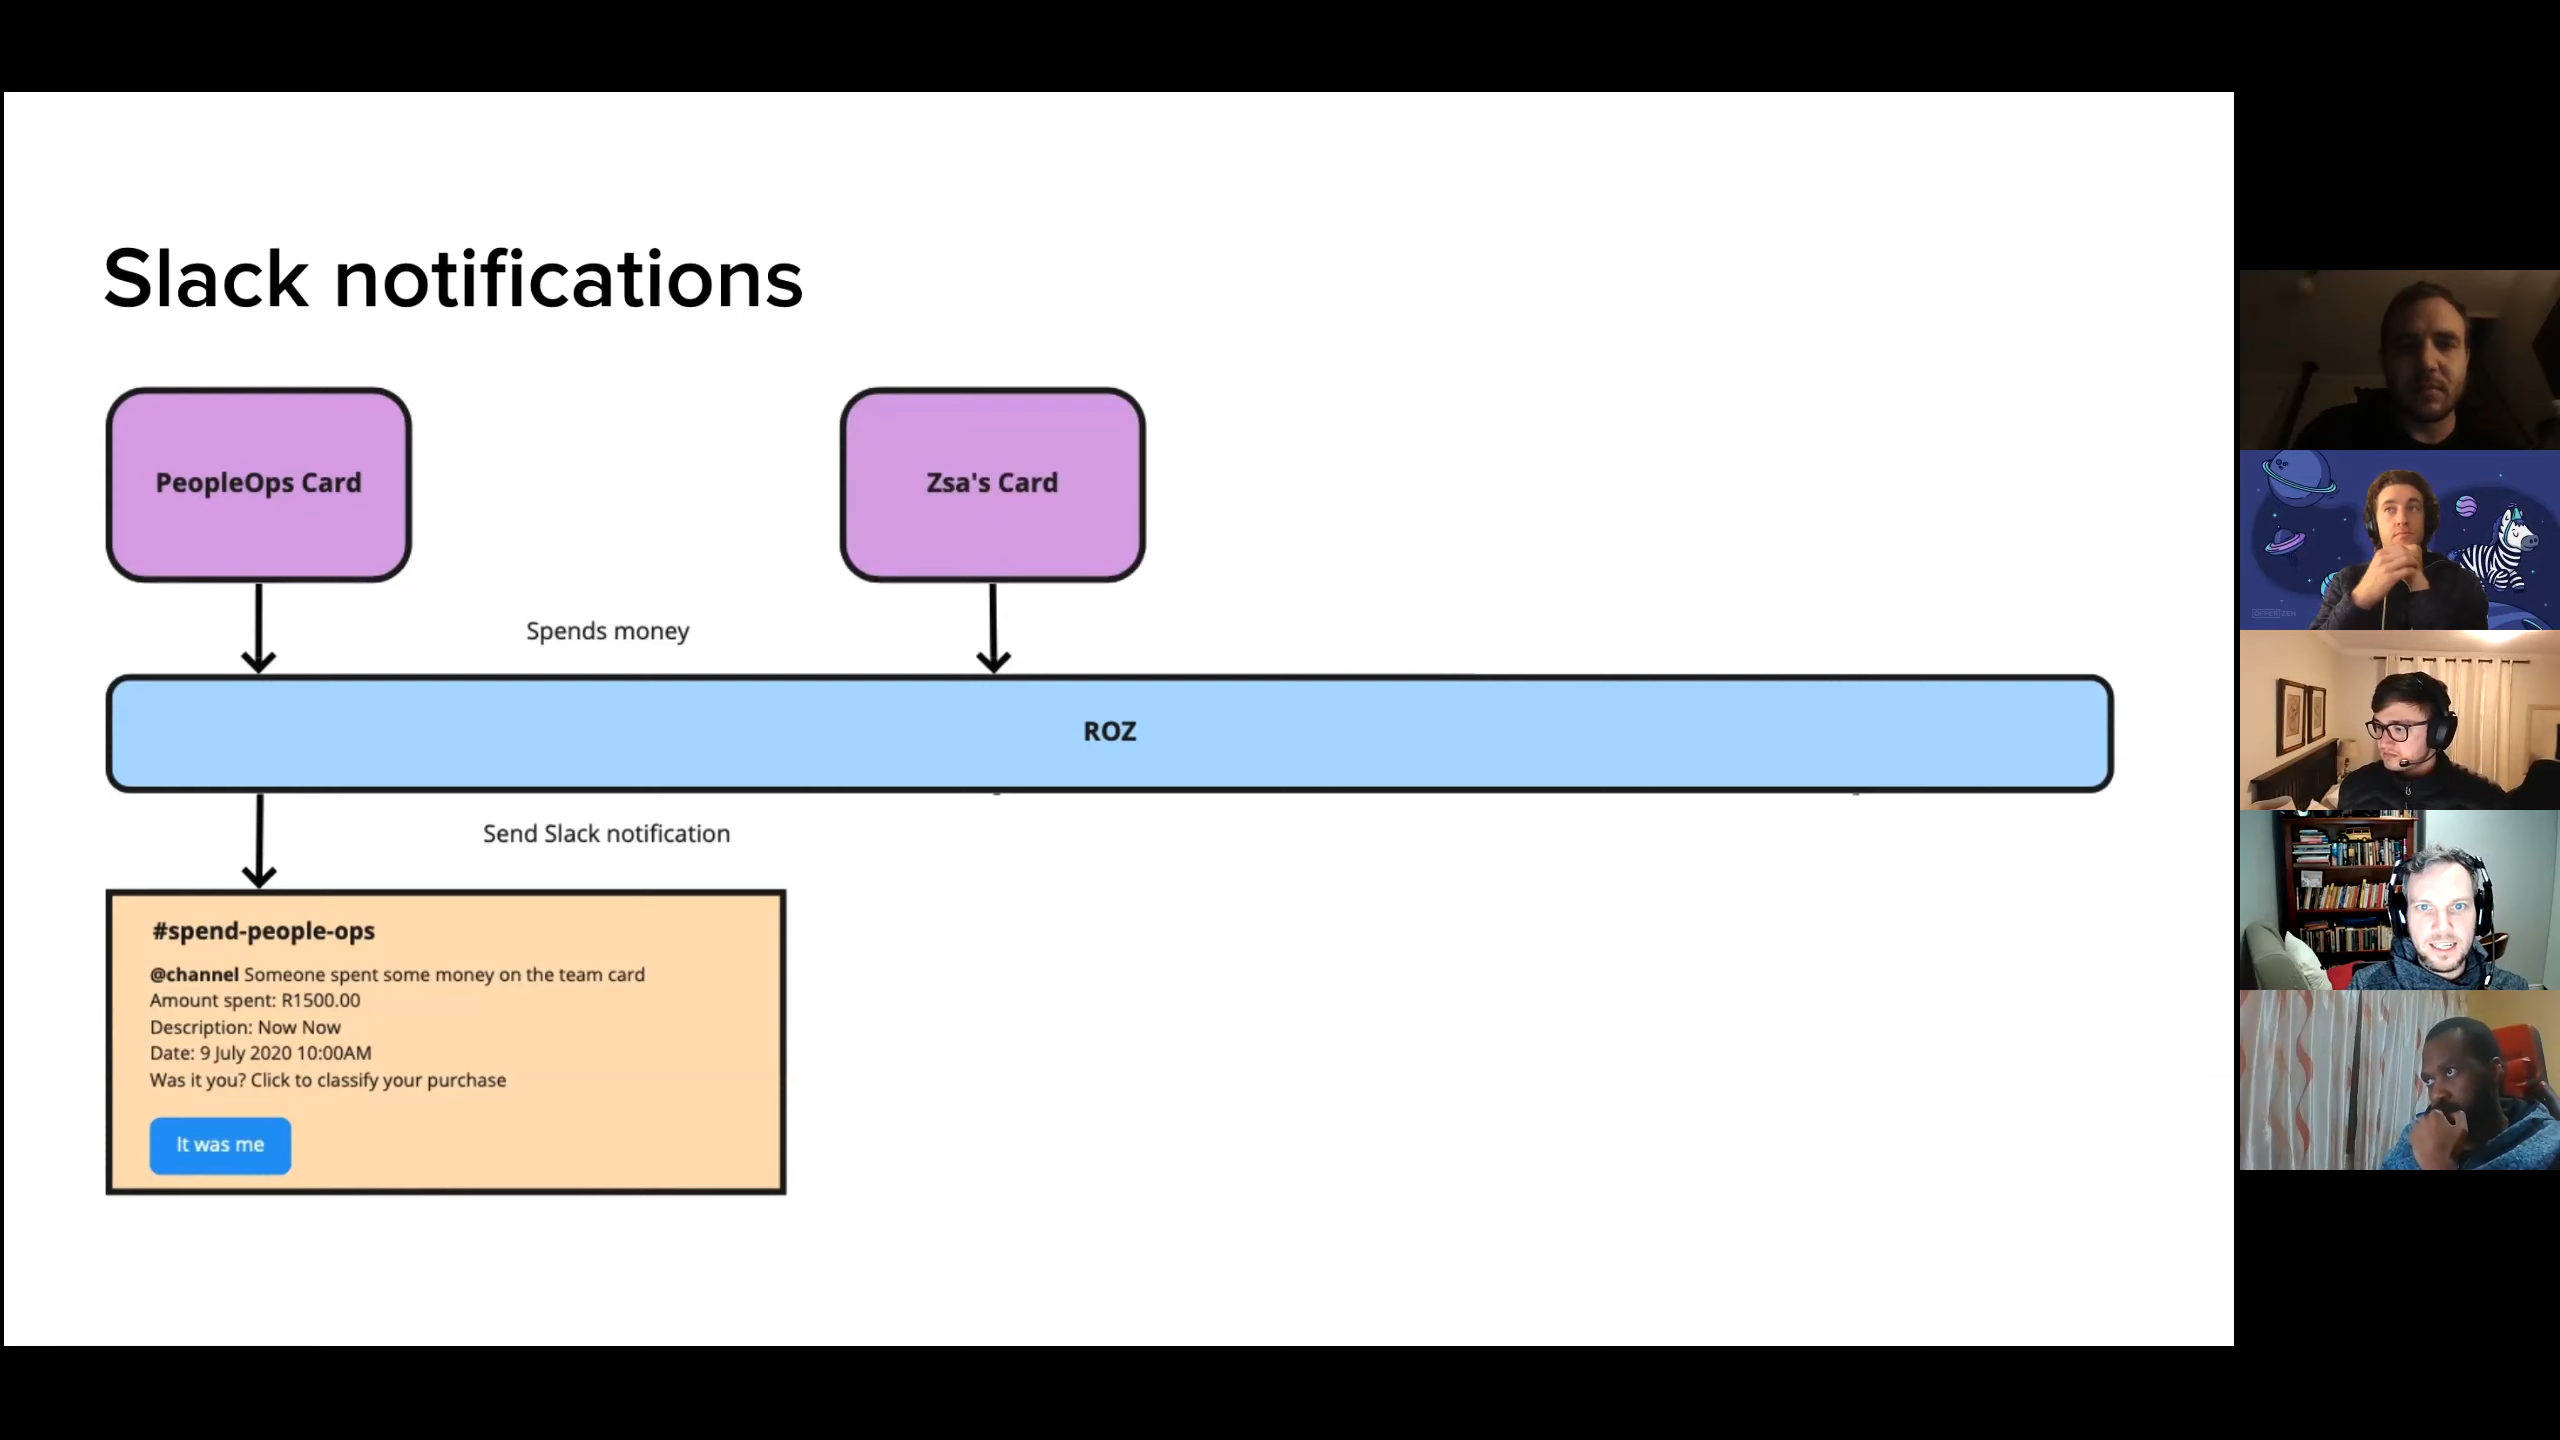 Slack notifications
PeopleOps Card
Zsa's Card
Spends money
ROZ
Send Slack notification
#spend-people-ops
@channel Someone spent some money on the team card
Amount spent: R1500.00
Description: Now Now
Date: 9 July 2020 10:00AM
Was it you? Click to classify your purchase
It was me